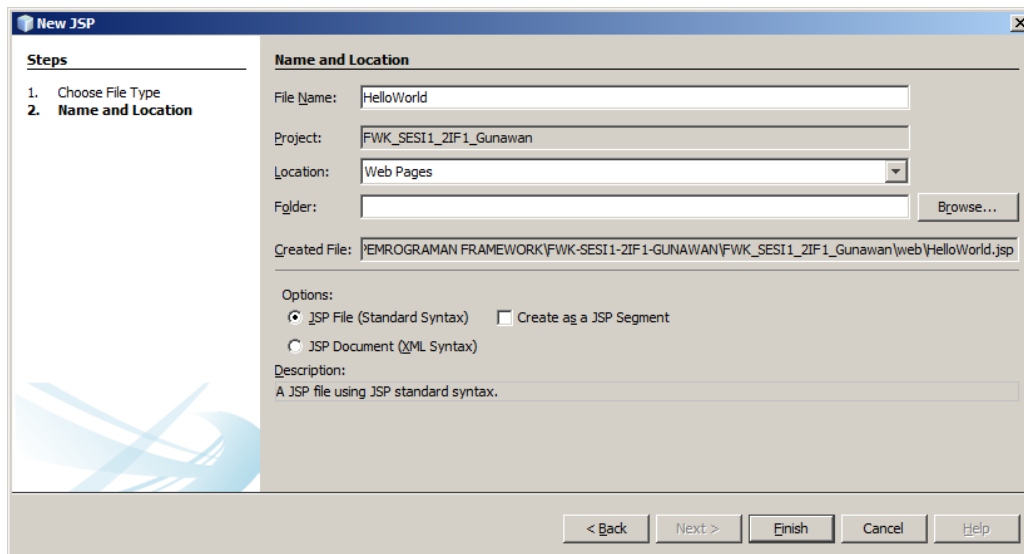 New JSP
Steps
1. Choose File Type
2. Name and Location
Name and Location
File Name: HelloWorld
Project: FWK_SESI1_2IF1_Gunawan
Location: Web Pages
Folder: Browse...
Created File: PEMROGRAMAN FRAMEWORK\FWK-SESI1-2IF1-GUNAWAN\FWK_SESI1_2IF1_Gunawan\web\HelloWorld.jsp
Options:
JSP File (Standard Syntax) Create as a JSP Segment
JSP Document (XML Syntax)
Description:
A JSP file using JSP standard syntax.
< Back Next > Finish Cancel Help